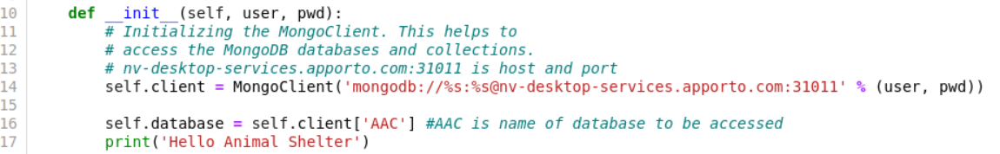 10     def __init__(self, user, pwd):
11         # Initializing the MongoClient. This helps to
12         # access the MongoDB databases and collections.
13         # nv-desktop-services.apporto.com:31011 is host and port
14         self.client = MongoClient('mongodb://%s:%s@nv-desktop-services.apporto.com:31011' % (user, pwd))
15
16         self.database = self.client['AAC'] #AAC is name of database to be accessed
17         print('Hello Animal Shelter')